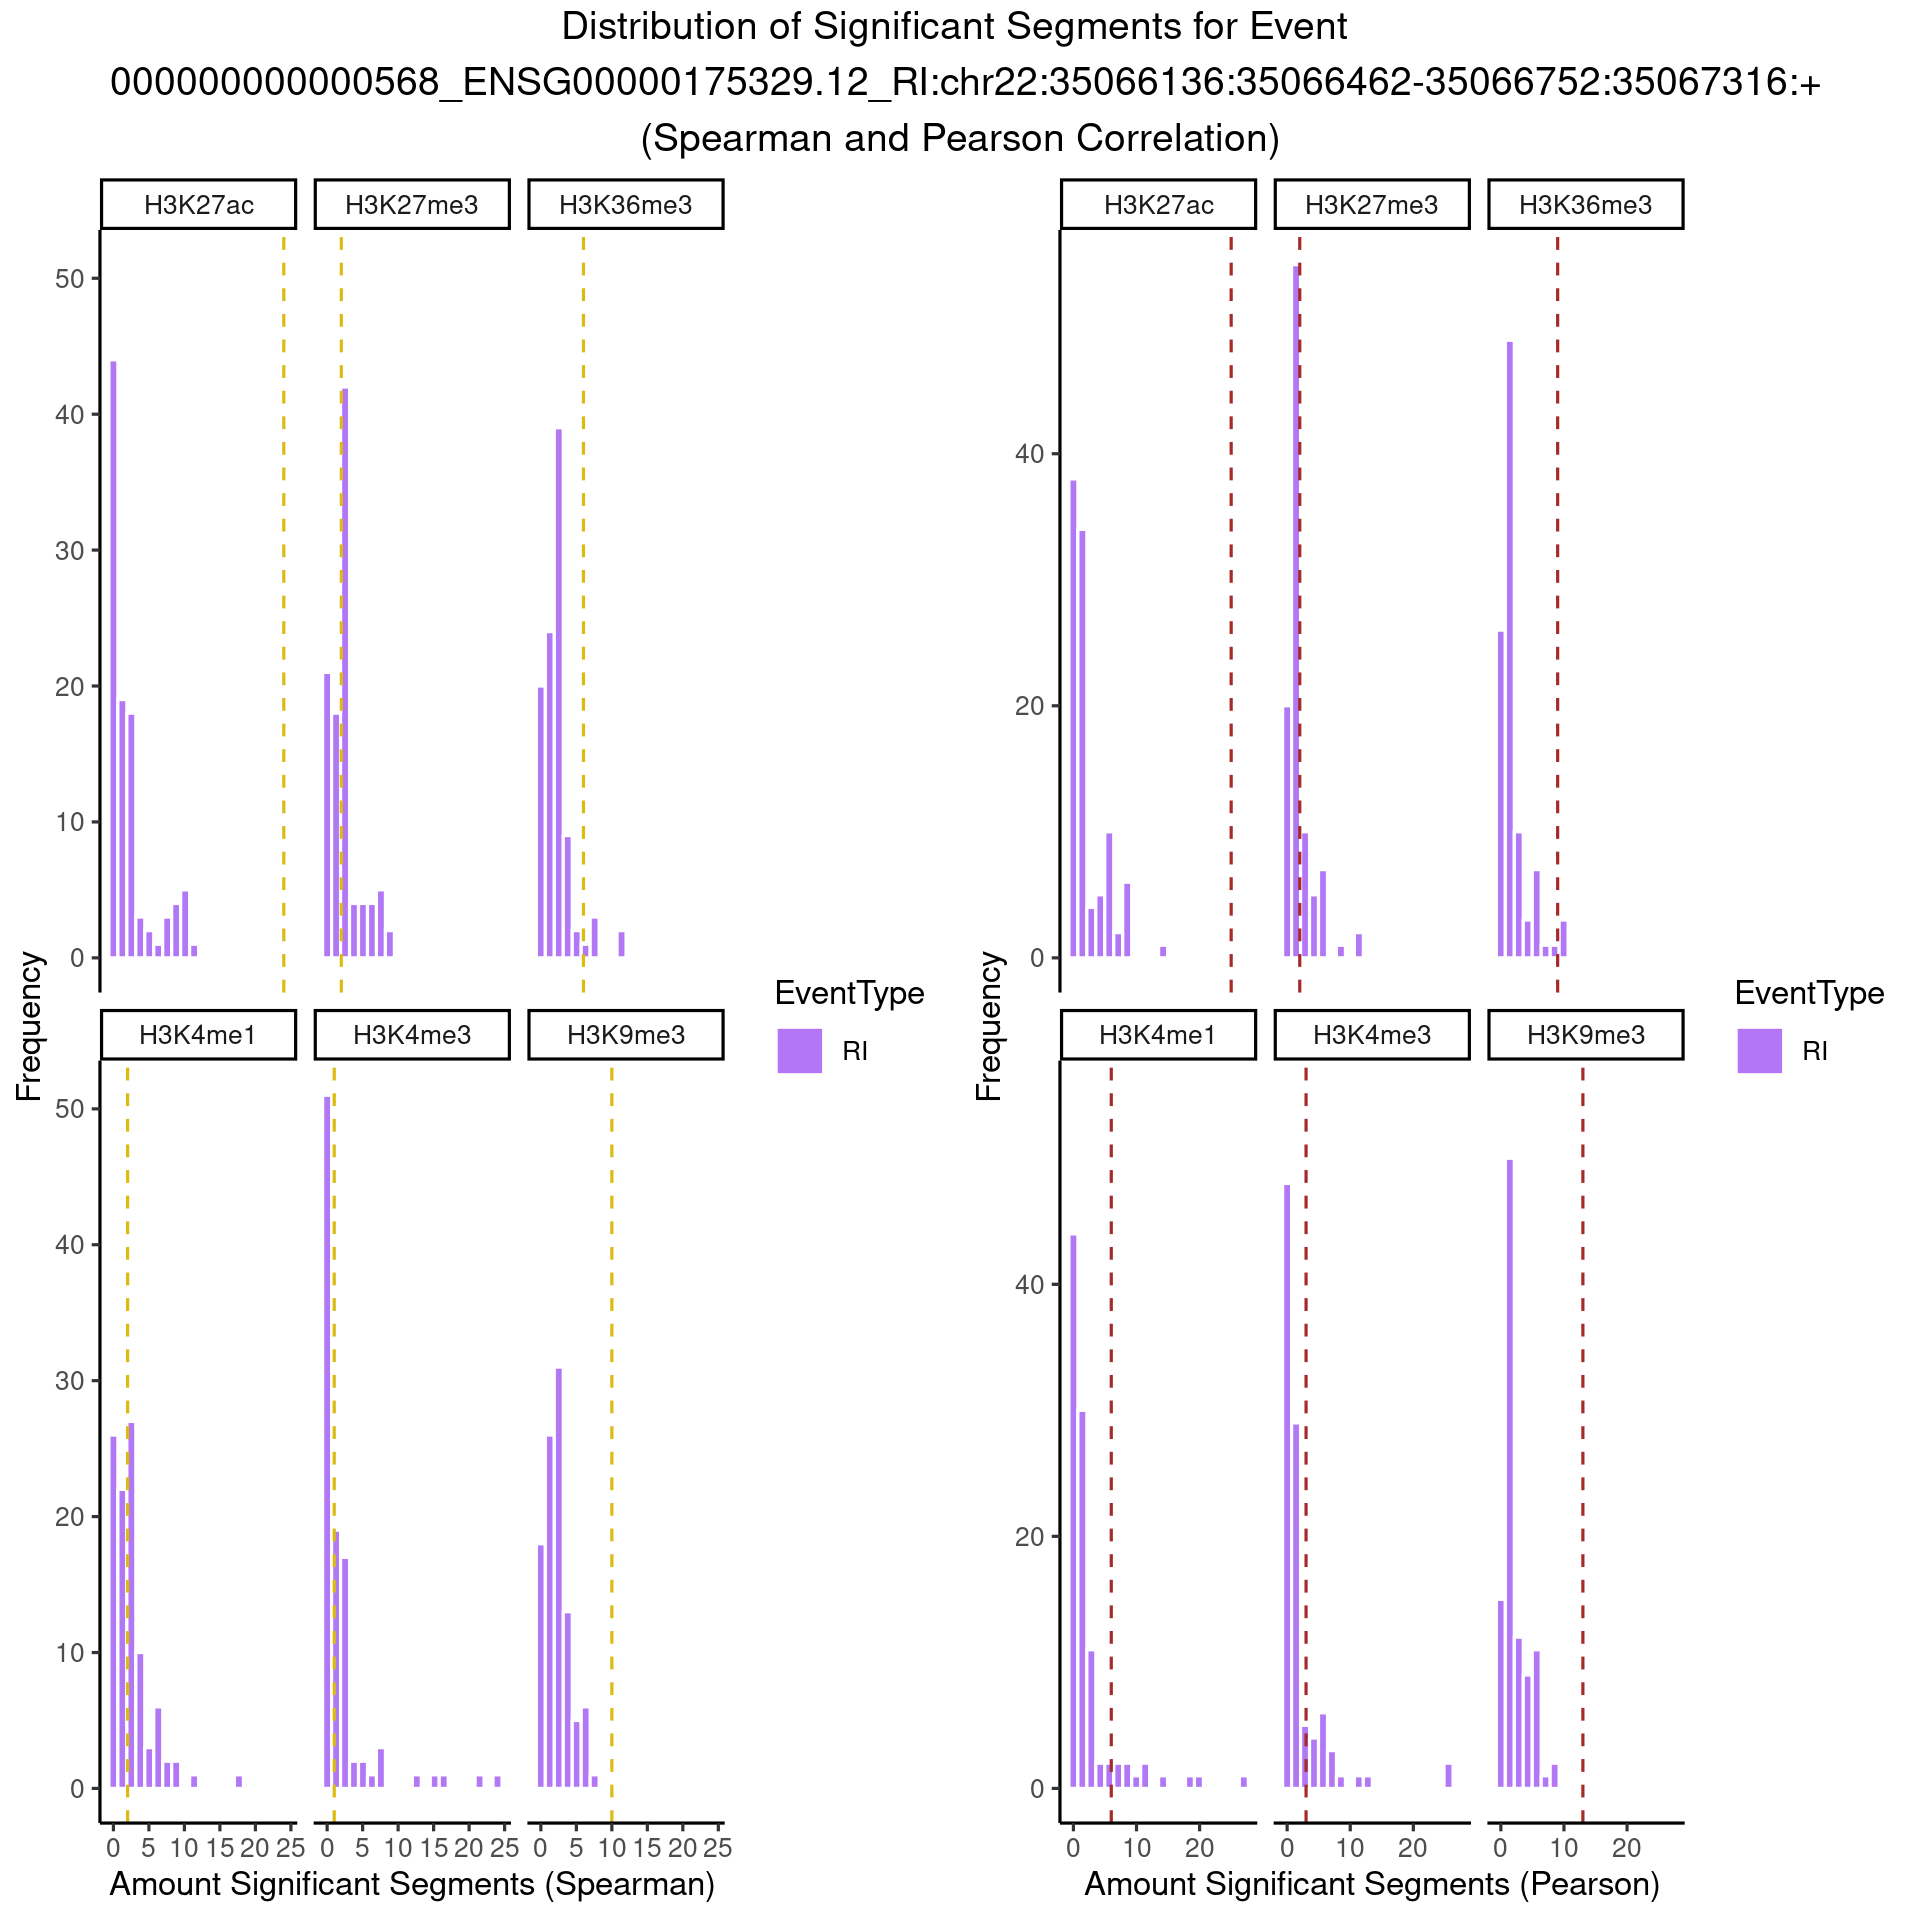 Distribution of Significant Segments for Event
000000000000568_ENSG00000175329.12_RI:chr22:35066136:35066462-35066752:35067316:+
(Spearman and Pearson Correlation)
H3K27ac H3K27me3 H3K36me3
50
40
30
20
10
0
H3K4me1 H3K4me3 H3K9me3
50
40
30
20
10
0
0 5 10 15 20 25 0 5 10 15 20 25 0 5 10 15 20 25
Frequency
Amount Significant Segments (Spearman)
EventType
RI
H3K27ac H3K27me3 H3K36me3
40
20
0
H3K4me1 H3K4me3 H3K9me3
40
20
0
0 10 20 0 10 20 0 10 20
Frequency
Amount Significant Segments (Pearson)
EventType
RI